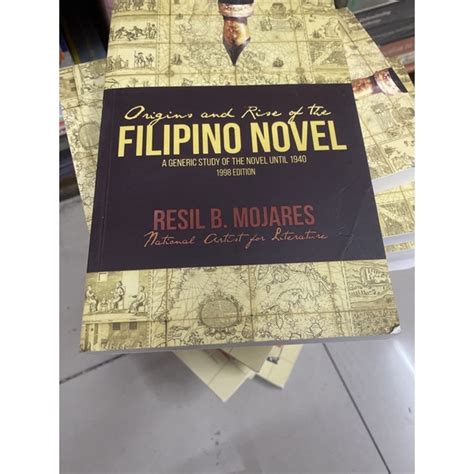 Origins and Rise of the
FILIPINO NOVEL
A GENERIC STUDY OF THE NOVEL UNTIL 1940
1998 EDITION
RESIL B. MOJARES
National Artist for Literature